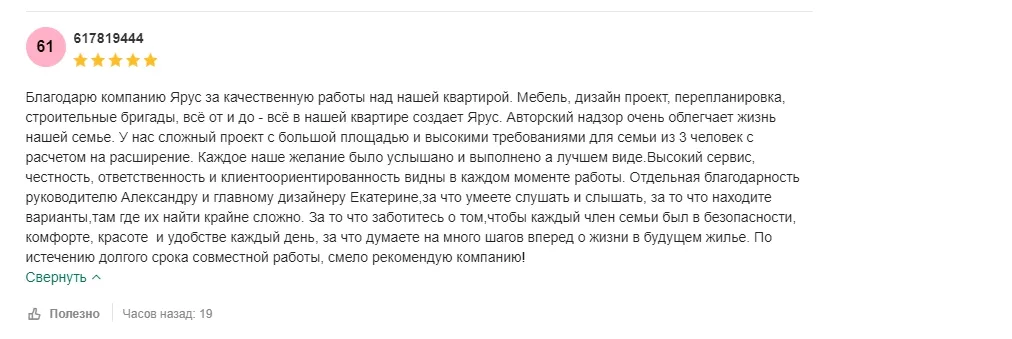 61
617819444
Благодарю компанию Ярус за качественную работы над нашей квартирой. Мебель, дизайн проект, перепланировка,
строительные бригады, всё от и до - всё в нашей квартире создает Ярус. Авторский надзор очень облегчает жизнь
нашей семье. У нас сложный проект с большой площадью и высокими требованиями для семьи из 3 человек с
расчетом на расширение. Каждое наше желание было услышано и выполнено а лучшем виде.Высокий сервис,
честность, ответственность и клиентоориентированность видны в каждом моменте работы. Отдельная благодарность
руководителю Александру и главному дизайнеру Екатерине,за что умеете слушать и слышать, за то что находите
варианты,там где их найти крайне сложно. За то что заботитесь о том,чтобы каждый член семьи был в безопасности,
комфорте, красоте  и удобстве каждый день, за что думаете на много шагов вперед о жизни в будущем жилье. По
истечению долгого срока совместной работы, смело рекомендую компанию!
Свернуть
Полезно
Часов назад: 19